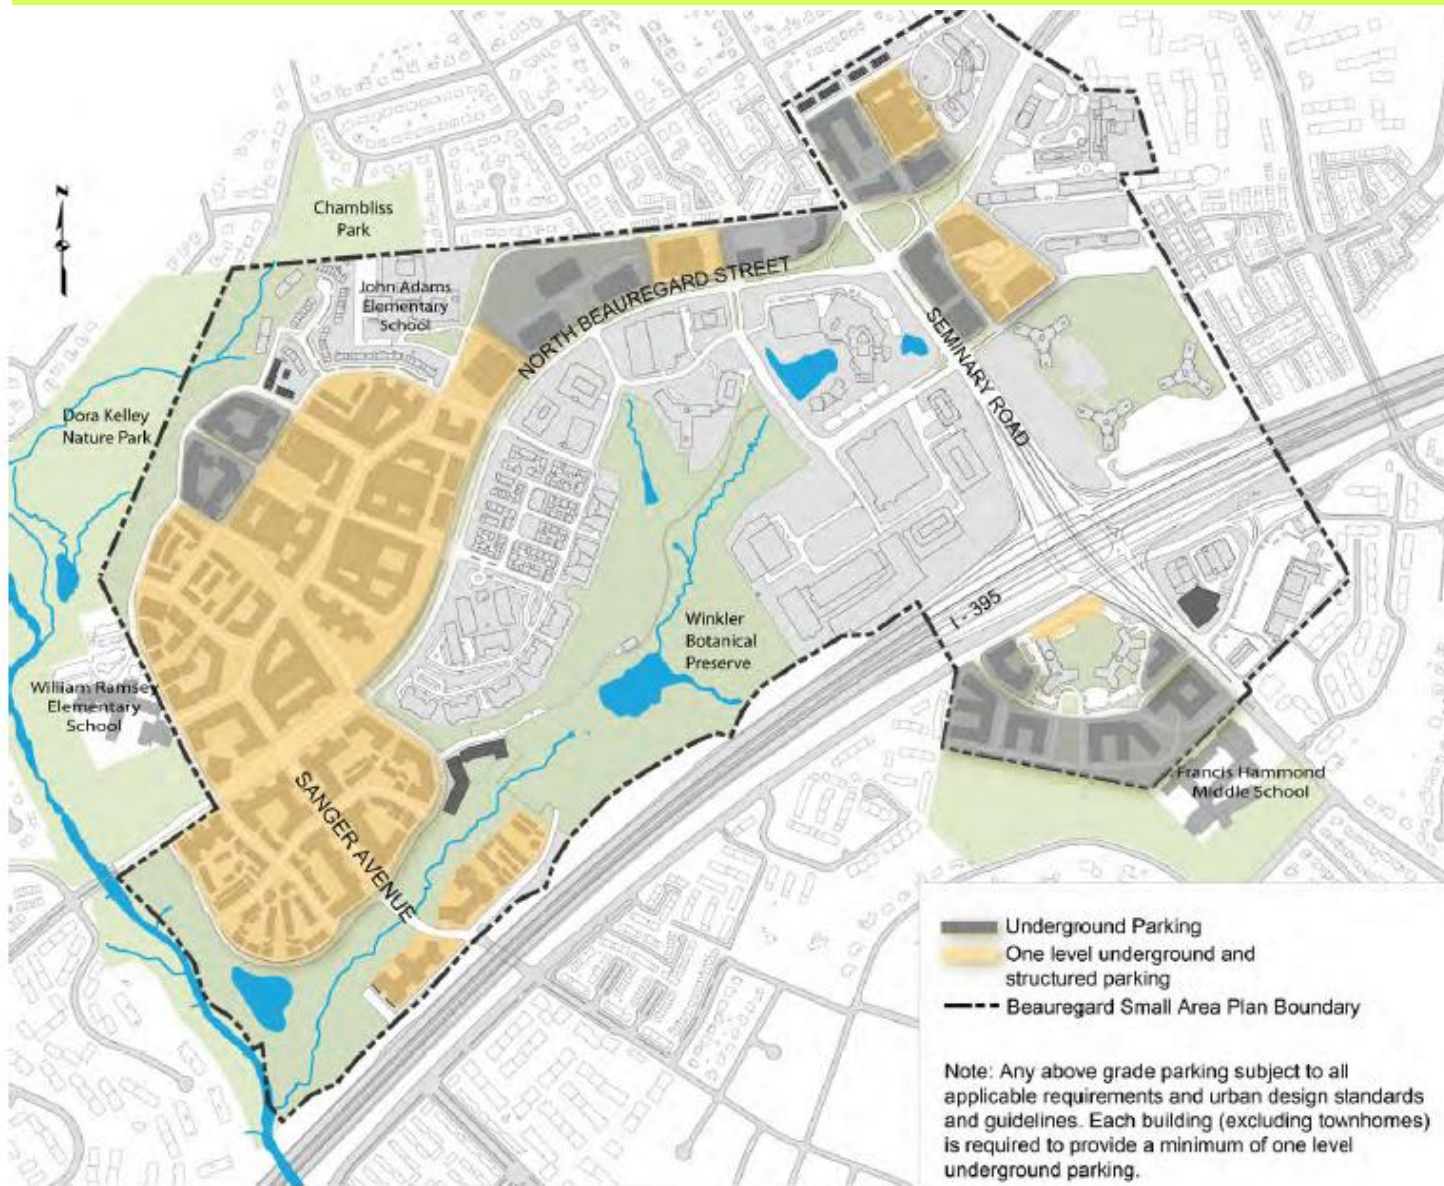 N
Chambliss
Park
John Adams
Elementary
School
NORTH BEAUREGARD STREET
SEMINARY ROAD
Dora Kelley
Nature Park
Winkler
Botanical
Preserve
I - 395
William Ramsey
Elementary
School
SANGER AVENUE
Francis Hammond
Middle School
Underground Parking
One level underground and
structured parking
Beauregard Small Area Plan Boundary
Note: Any above grade parking subject to all
applicable requirements and urban design standards
and guidelines. Each building (excluding townhomes)
is required to provide a minimum of one level
underground parking.